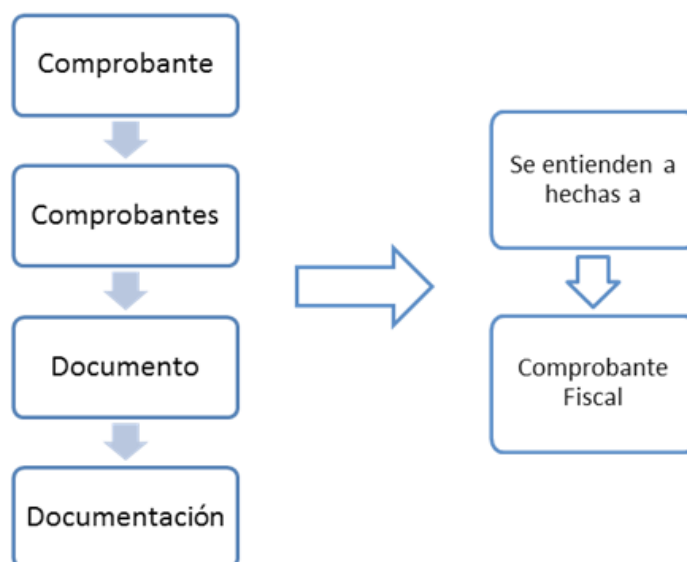 Comprobante
Comprobantes
Documento
Documentación
Se entienden a
hechas a
Comprobante
Fiscal